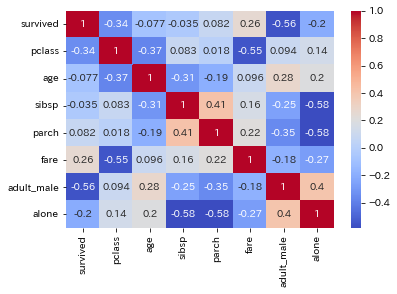 survived 1 -0.34 -0.077 -0.035 0.082 0.26 -0.56 -0.2
pclass -0.34 1 -0.37 0.083 0.018 -0.55 0.094 0.14
age -0.077 -0.37 1 -0.31 -0.19 0.096 0.28 0.2
sibsp -0.035 0.083 -0.31 1 0.41 0.16 -0.25 -0.58
parch 0.082 0.018 -0.19 0.41 1 0.22 -0.35 -0.58
fare 0.26 -0.55 0.096 0.16 0.22 1 -0.18 -0.27
adult_male -0.56 0.094 0.28 -0.25 -0.35 -0.18 1 0.4
alone -0.2 0.14 0.2 -0.58 -0.58 -0.27 0.4 1
survived pclass age sibsp parch fare adult_male alone
1.0
0.8
0.6
0.4
0.2
0.0
−0.2
−0.4